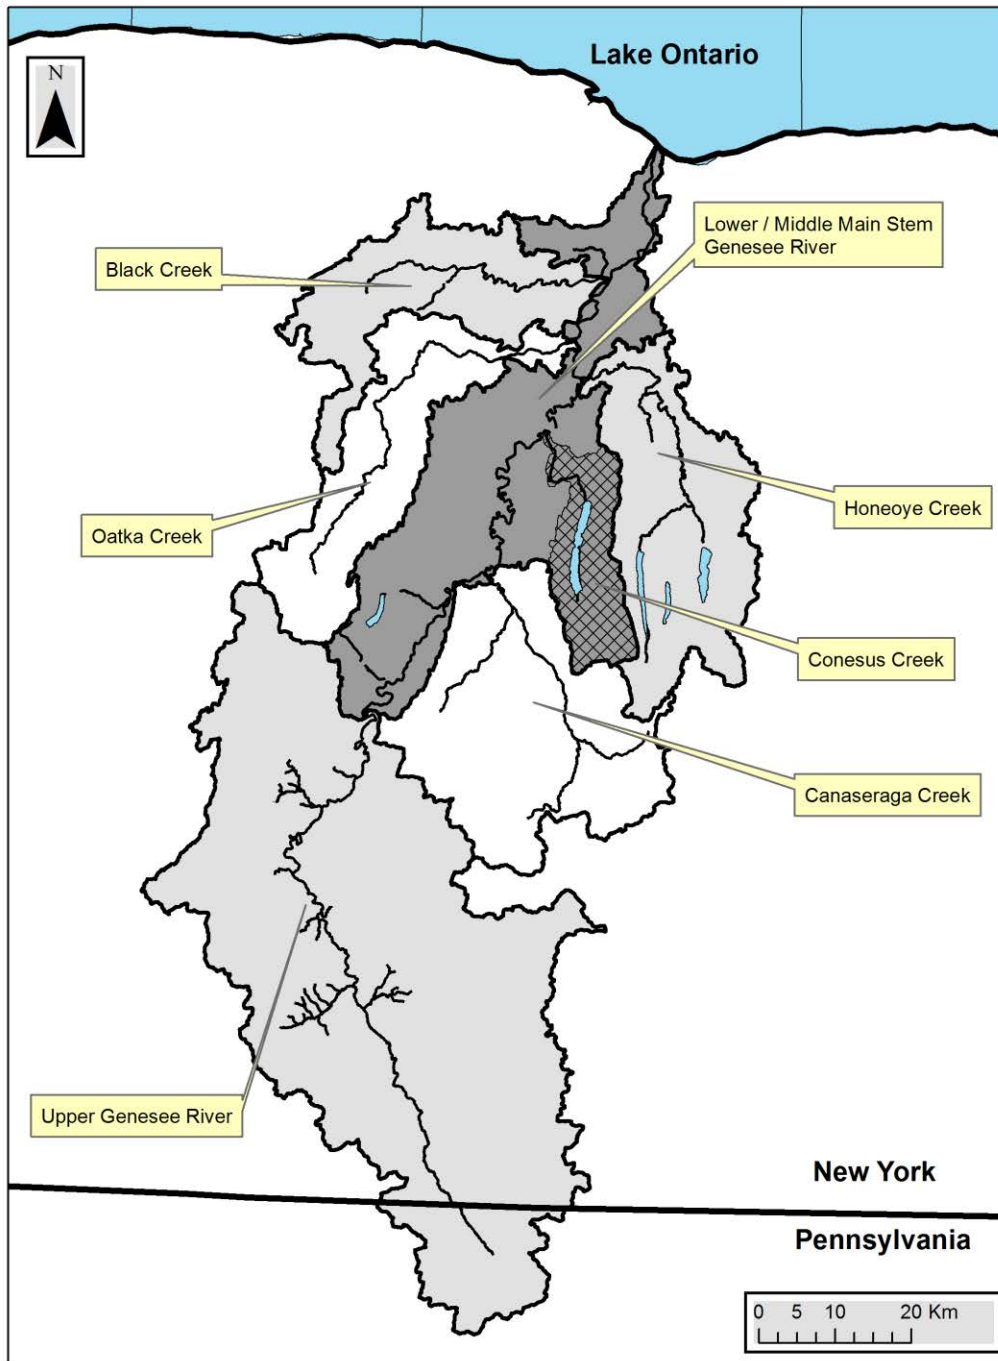 Lake Ontario
N
Lower / Middle Main Stem
Genesee River
Black Creek
Honeoye Creek
Oatka Creek
Conesus Creek
Canaseraga Creek
Upper Genesee River
New York
Pennsylvania
0 5 10 20 Km